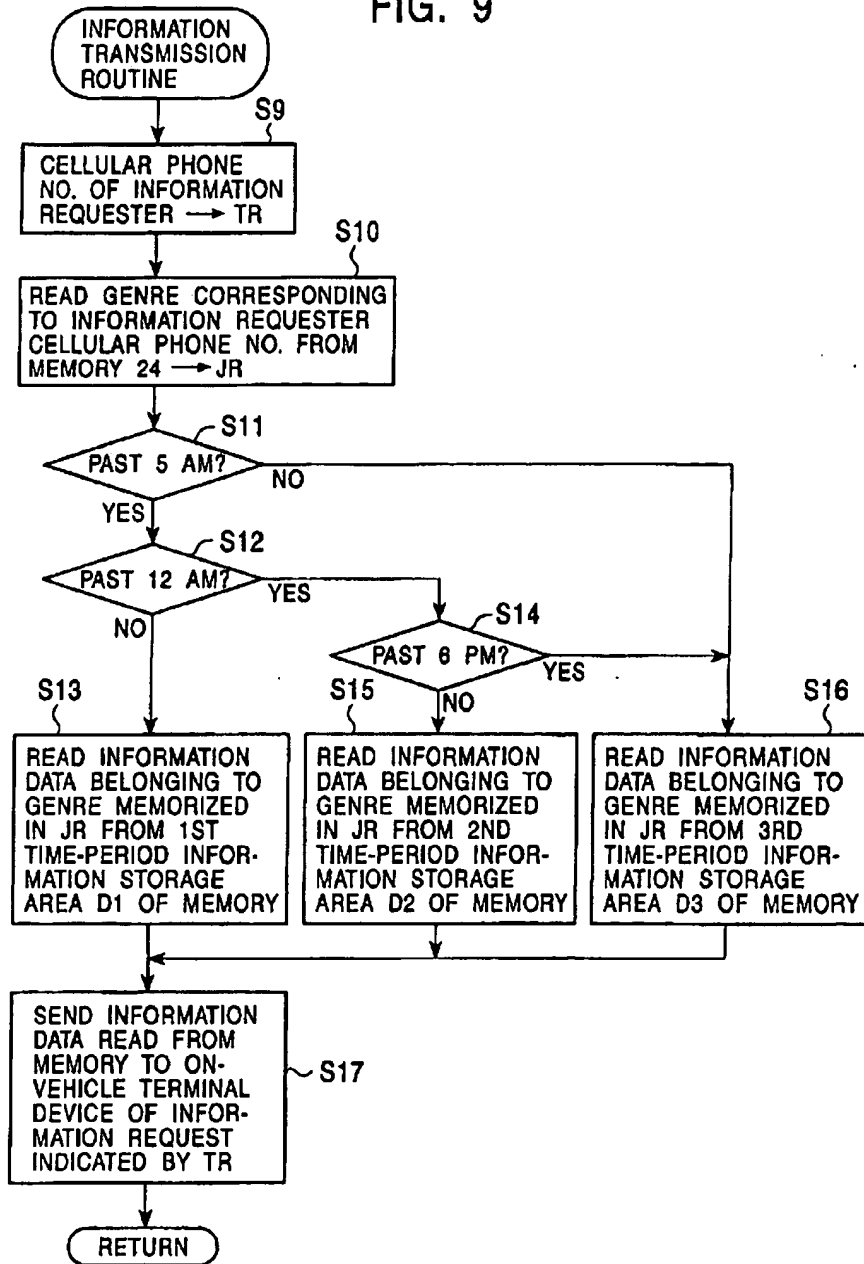 FIG. 9
INFORMATION
TRANSMISSION
ROUTINE
S9
CELLULAR PHONE
NO. OF INFORMATION
REQUESTER → TR
S10
READ GENRE CORRESPONDING
TO INFORMATION REQUESTER
CELLULAR PHONE NO. FROM
MEMORY 24 → JR
S11
PAST 5 AM?
NO
YES
S12
PAST 12 AM?
YES
NO
S14
PAST 6 PM?
YES
NO
S13
READ INFORMATION
DATA BELONGING TO
GENRE MEMORIZED
IN JR FROM 1ST
TIME-PERIOD INFOR-
MATION STORAGE
AREA D1 OF MEMORY
S15
READ INFORMATION
DATA BELONGING TO
GENRE MEMORIZED
IN JR FROM 2ND
TIME-PERIOD INFOR-
MATION STORAGE
AREA D2 OF MEMORY
S16
READ INFORMATION
DATA BELONGING TO
GENRE MEMORIZED
IN JR FROM 3RD
TIME-PERIOD INFOR-
MATION STORAGE
AREA D3 OF MEMORY
SEND INFORMATION
DATA READ FROM
MEMORY TO ON-
VEHICLE TERMINAL
DEVICE OF INFOR-
MATION REQUEST
INDICATED BY TR
S17
RETURN